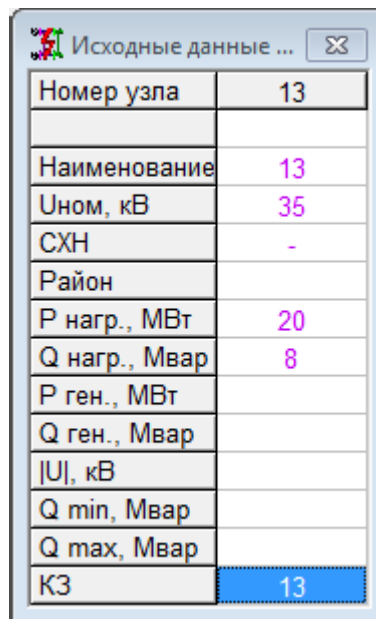 Исходные данные ...
Номер узла 13
Наименование 13
Uном, кВ 35
СХН -
Район
P нагр., МВт 20
Q нагр., Мвар 8
P ген., МВт
Q ген., Мвар
|U|, кВ
Q min, Мвар
Q max, Мвар
КЗ 13